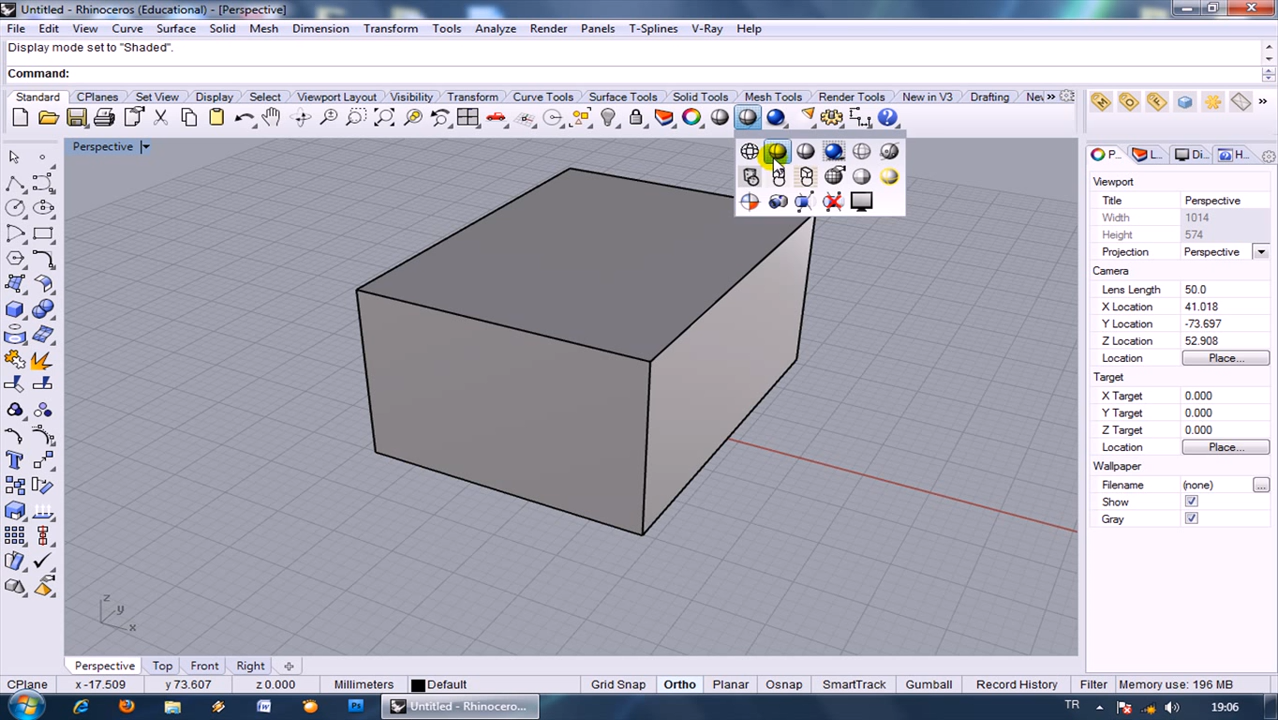 Untitled - Rhinoceros (Educational) - [Perspective]
File Edit View Curve Surface Solid Mesh Dimension Transform Tools Analyze Render Panels T-Splines V-Ray Help
Display mode set to "Shaded".
Command:
Standard CPlanes Set View Display Select Viewport Layout Visibility Transform Curve Tools Surface Tools Solid Tools Mesh Tools Render Tools New in V3 Drafting
Perspective
P... L... Di... H...
Viewport
Title Perspective
Width 1014
Height 574
Projection Perspective
Camera
Lens Length 50.0
X Location 41.018
Y Location -73.697
Z Location 52.908
Location Place...
Target
X Target 0.000
Y Target 0.000
Z Target 0.000
Location Place...
Wallpaper
Filename (none) ...
Show
Gray
z
y
x
Perspective Top Front Right
CPlane x -17.509 y 73.607 z 0.000 Millimeters Default Grid Snap Ortho Planar Osnap SmartTrack Gumball Record History Filter Memory use: 196 MB
Untitled - Rhinocero... TR 19:06